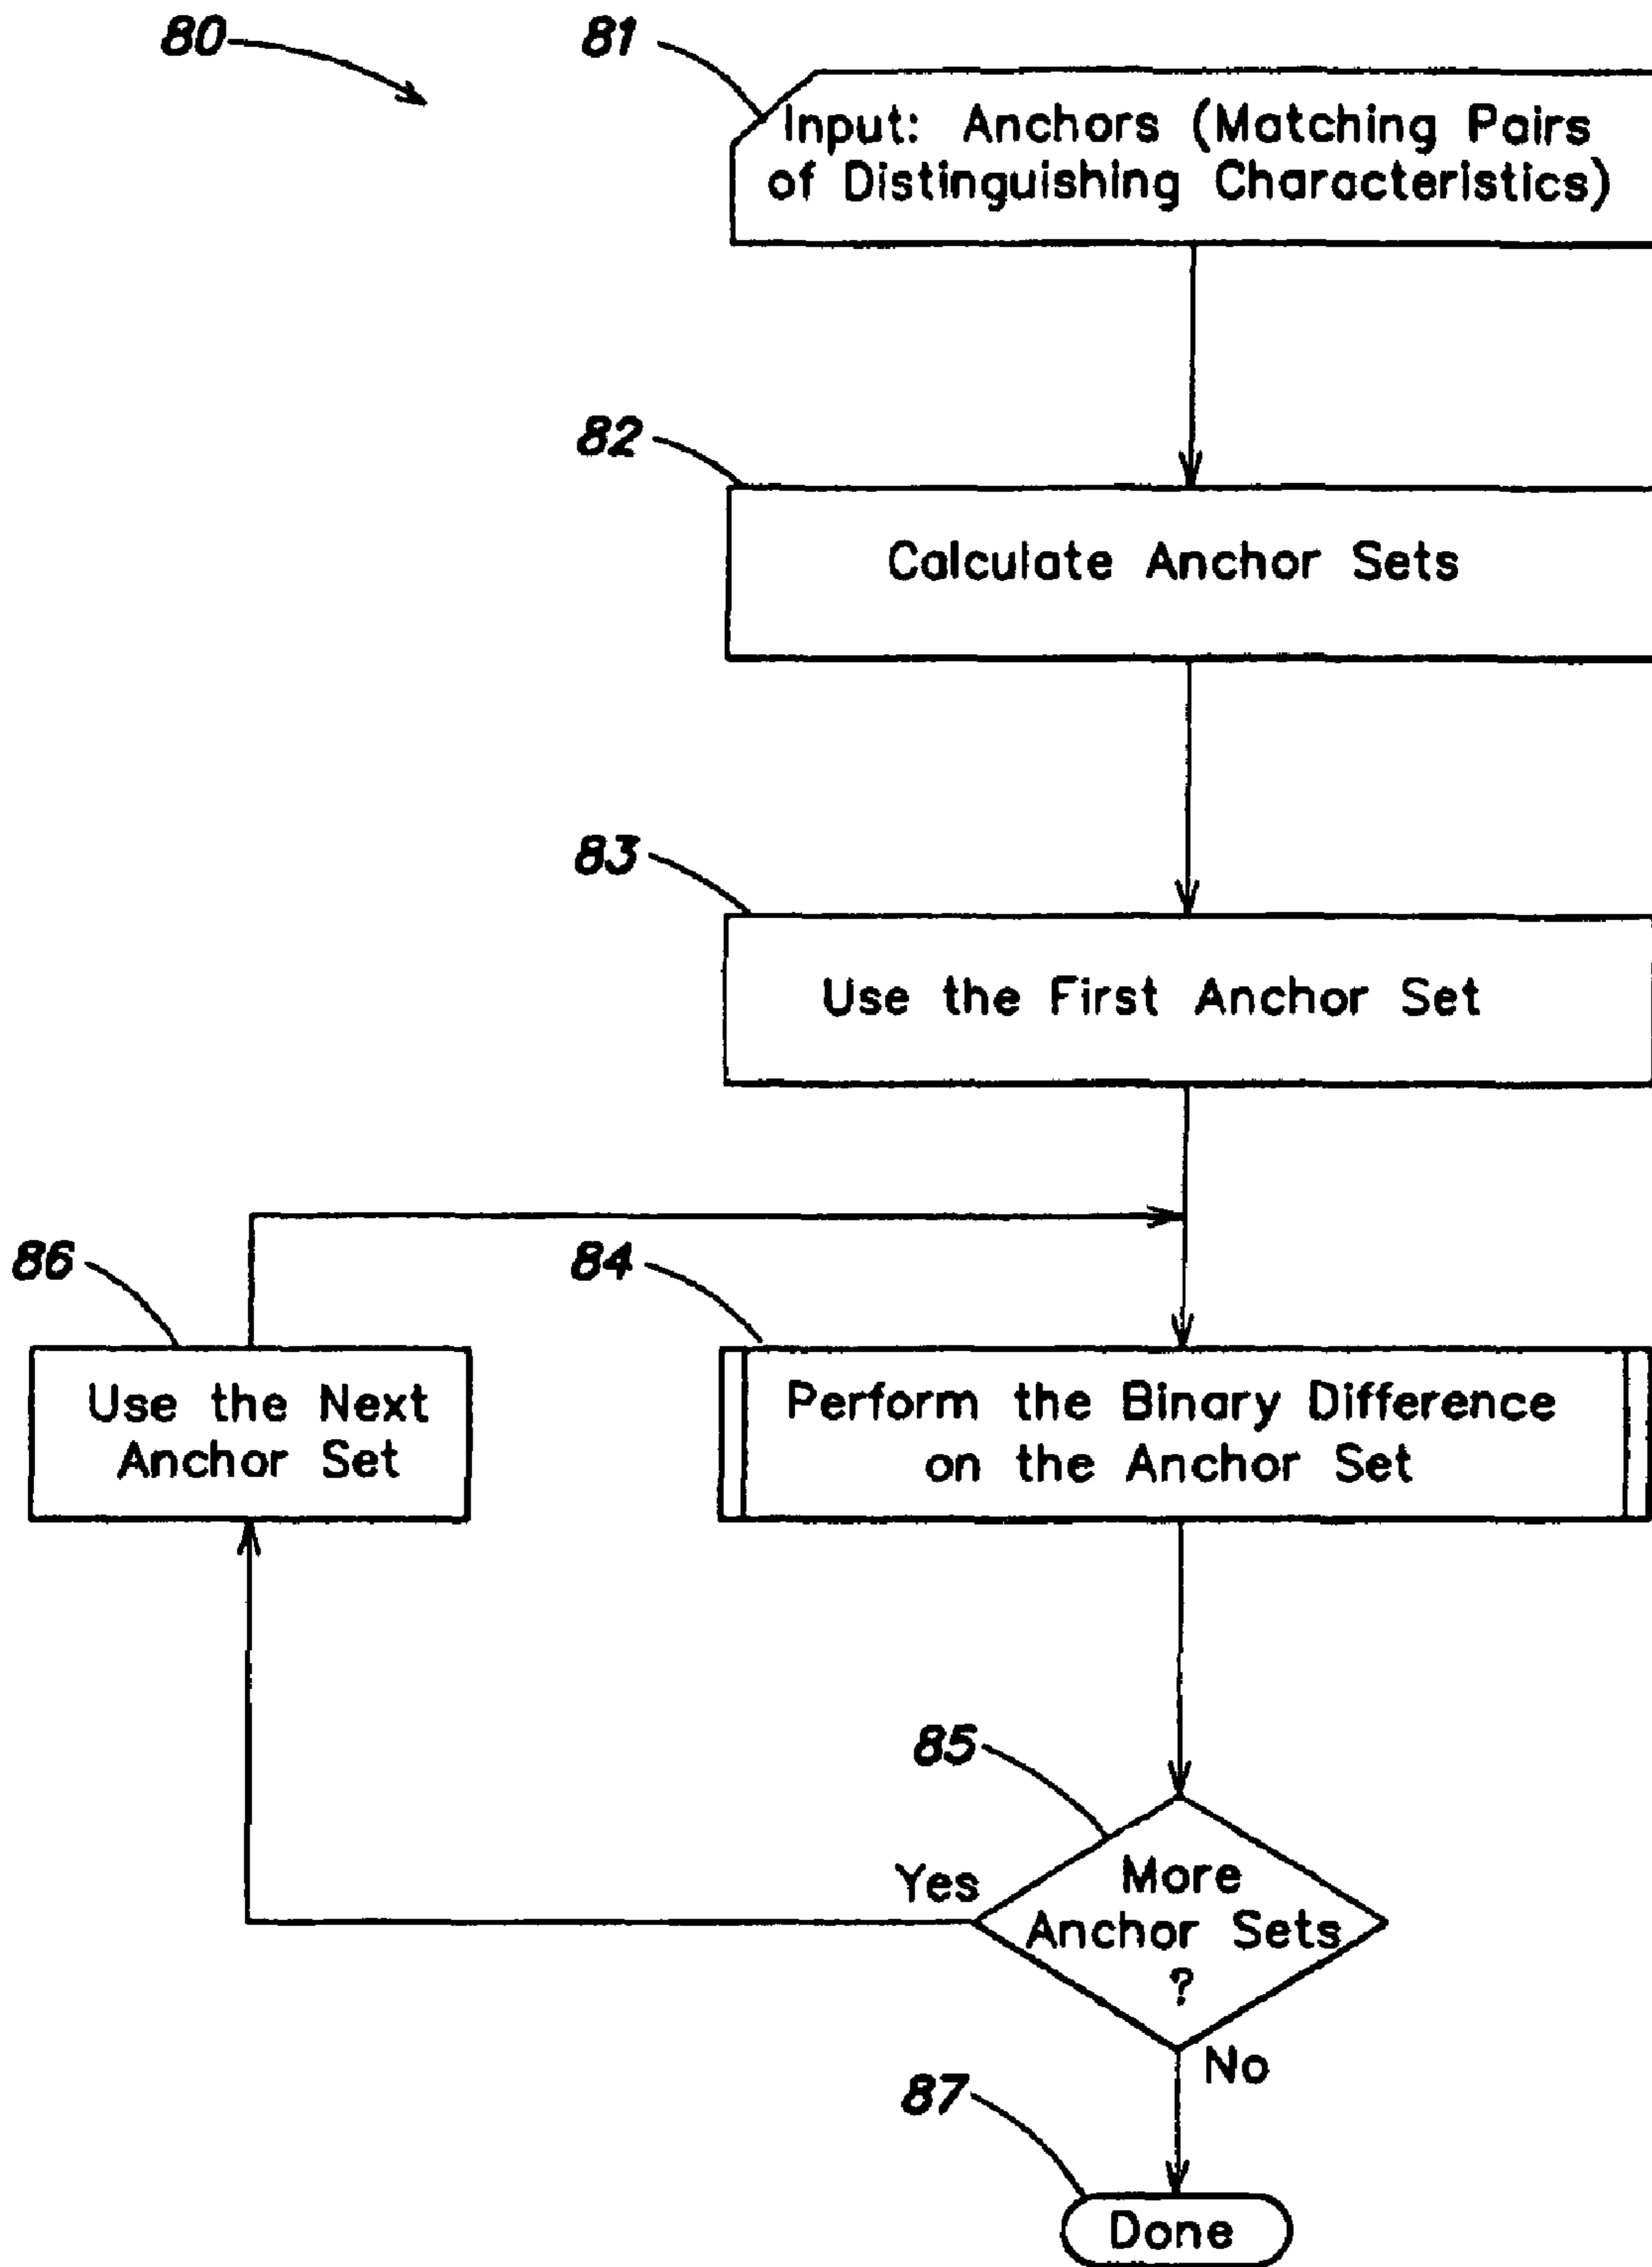 80
81
Input: Anchors (Matching Pairs
of Distinguishing Characteristics)
82
Calculate Anchor Sets
83
Use the First Anchor Set
86
84
Use the Next
Anchor Set
Perform the Binary Difference
on the Anchor Set
85
Yes
More
Anchor Sets
?
No
87
Done